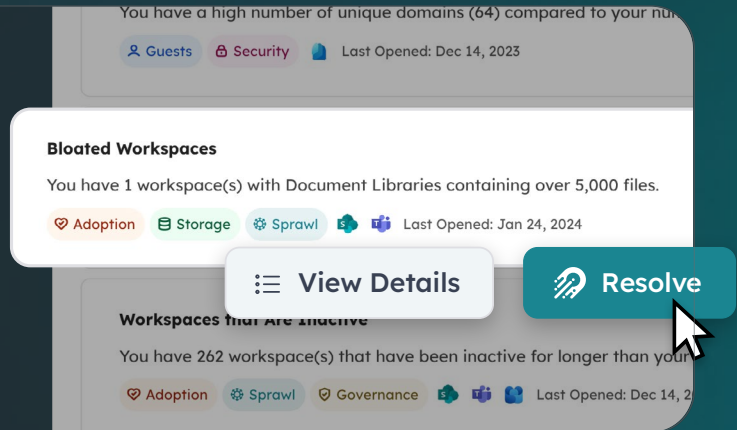 You have a high number of unique domains (64) compared to your
Guests Security Last Opened: Dec 14, 2023
Bloated Workspaces
You have 1 workspace(s) with Document Libraries containing over 5,000 files.
Adoption Storage Sprawl Last Opened: Jan 24, 2024
View Details Resolve
Workspaces that Are Inactive
You have 262 workspace(s) that have been inactive for longer than your
Adoption Sprawl Governance Last Opened: Dec 14, 2